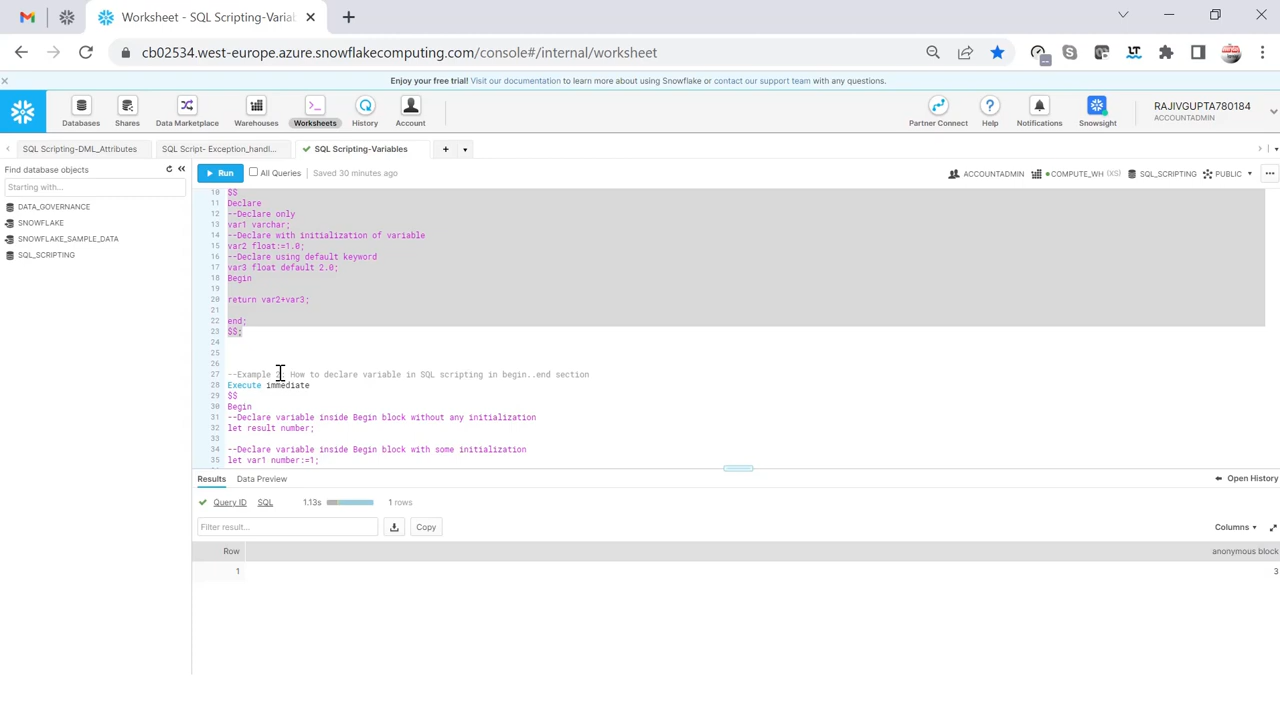 Worksheet - SQL Scripting-Varial
cb02534.west-europe.azure.snowflakecomputing.com/console#/internal/worksheet
Enjoy your free trial! Visit our documentation to learn more about using Snowflake or contact our support team with any questions.
Databases
Shares
Data Marketplace
Warehouses
Worksheets
History
Account
Partner Connect
Help
Notifications
Snowsight
RAJIVGUPTA780184
ACCOUNTADMIN
SQL Scripting-DML_Attributes
SQL Script- Exception_handl...
SQL Scripting-Variables
Find database objects
Starting with...
DATA_GOVERNANCE
SNOWFLAKE
SNOWFLAKE_SAMPLE_DATA
SQL_SCRIPTING
Run
All Queries
Saved 30 minutes ago
ACCOUNTADMIN
COMPUTE_WH (XS)
SQL_SCRIPTING
PUBLIC
10 $$
11 Declare
12 --Declare only
13 var1 varchar;
14 --Declare with initialization of variable
15 var2 float:=1.0;
16 --Declare using default keyword
17 var3 float default 2.0;
18 Begin
19
20 return var2+var3;
21
22 end;
23 $$;
24
25
26
27 --Example 2: How to declare variable in SQL scripting in begin..end section
28 Execute immediate
29 $$
30 Begin
31 --Declare variable inside Begin block without any initialization
32 let result number;
33
34 --Declare variable inside Begin block with some initialization
35 let var1 number:=1;
Results
Data Preview
Open History
Query ID
SQL
1.13s
1 rows
Filter result...
Copy
Columns
Row
anonymous block
1
3